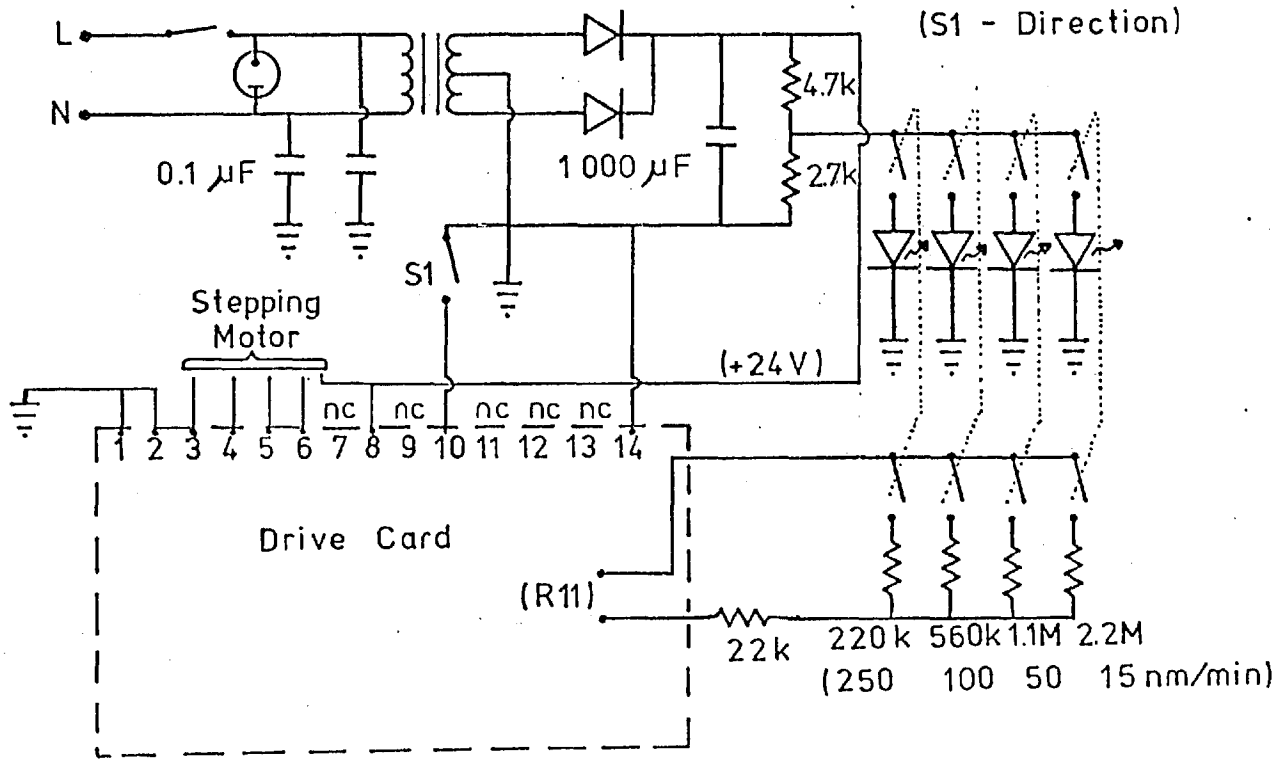 L
(S1 - Direction)
N
4.7k
0.1 µF
1000 µF
2.7k
S1
Stepping
Motor
(+24V)
nc nc nc nc nc
1 2 3 4 5 6 7 8 9 10 11 12 13 14
Drive Card
(R11)
22k 220k 560k 1.1M 2.2M
(250 100 50 15 nm/min)